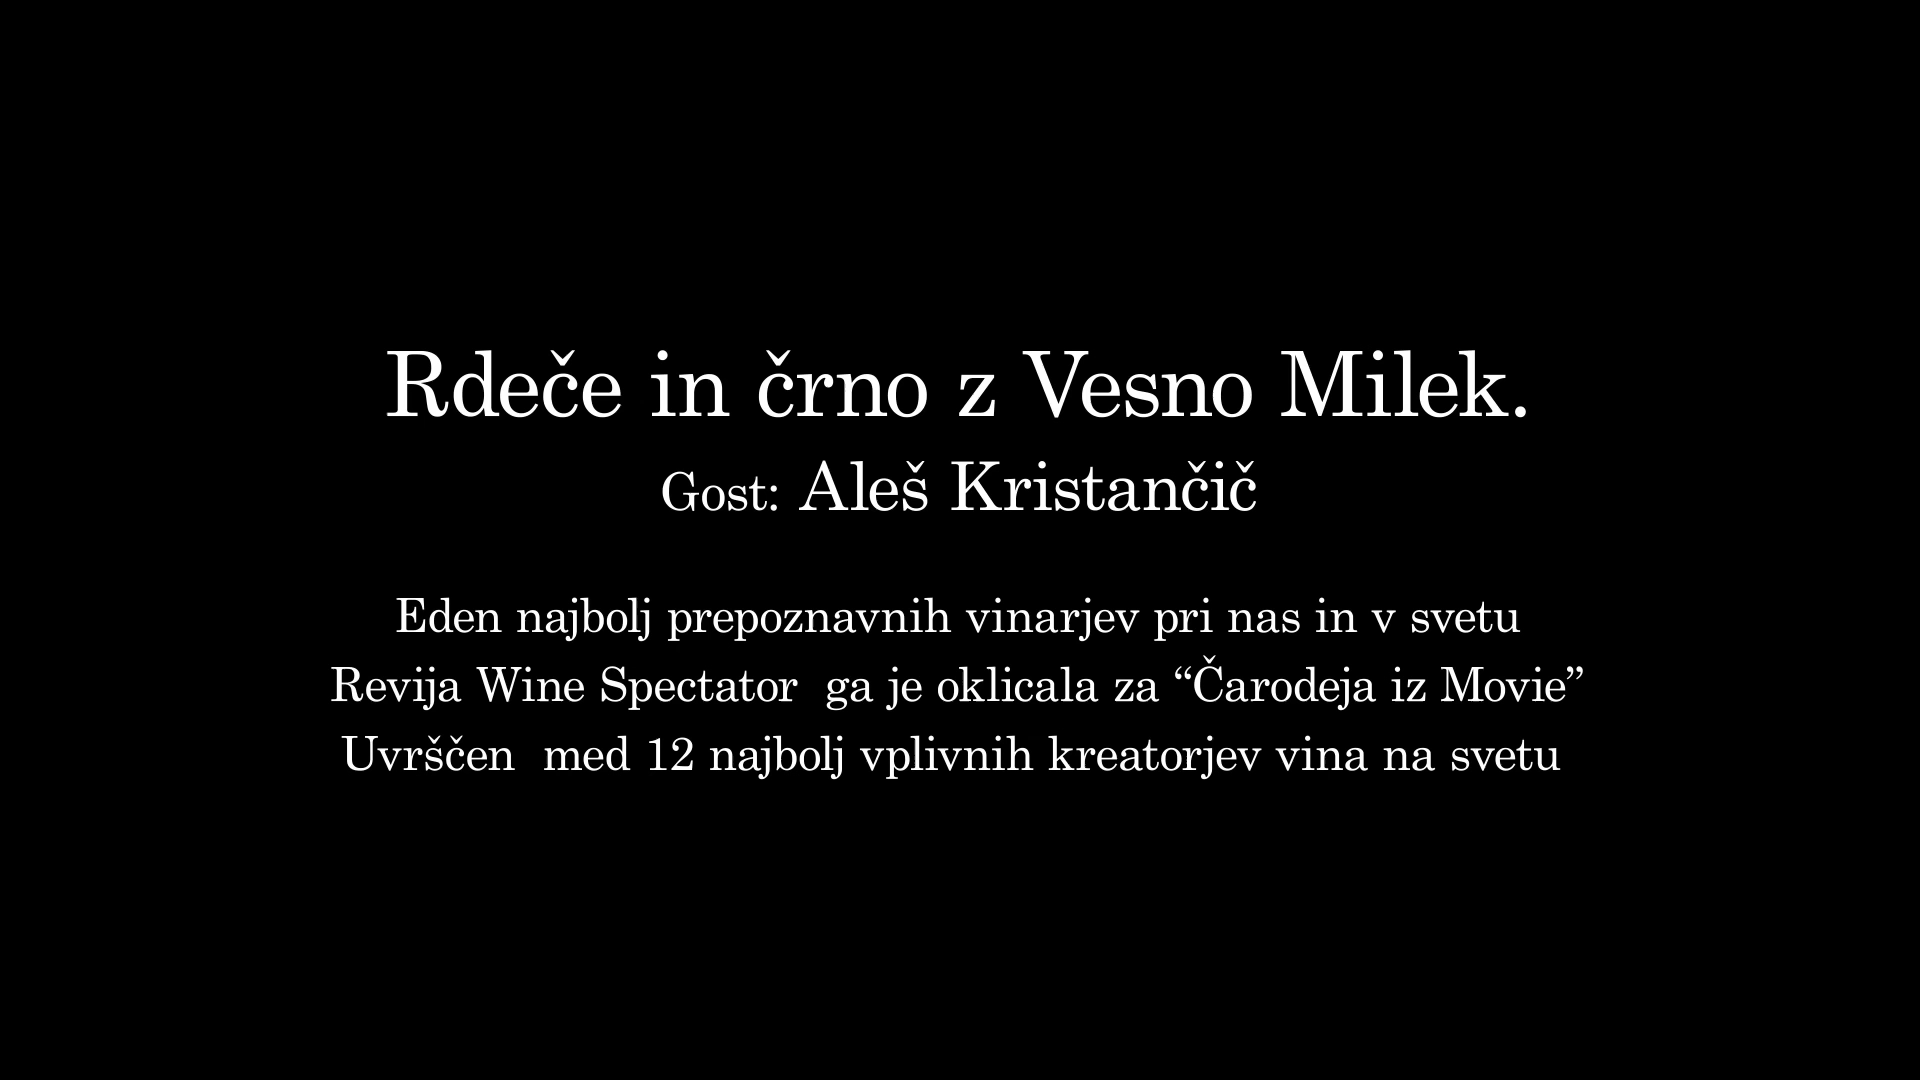 Rdeče in črno z Vesno Milek.
Gost: Aleš Kristančič
Eden najbolj prepoznavnih vinarjev pri nas in v svetu
Revija Wine Spectator  ga je oklicala za “Čarodeja iz Movie”
Uvrščen  med 12 najbolj vplivnih kreatorjev vina na svetu